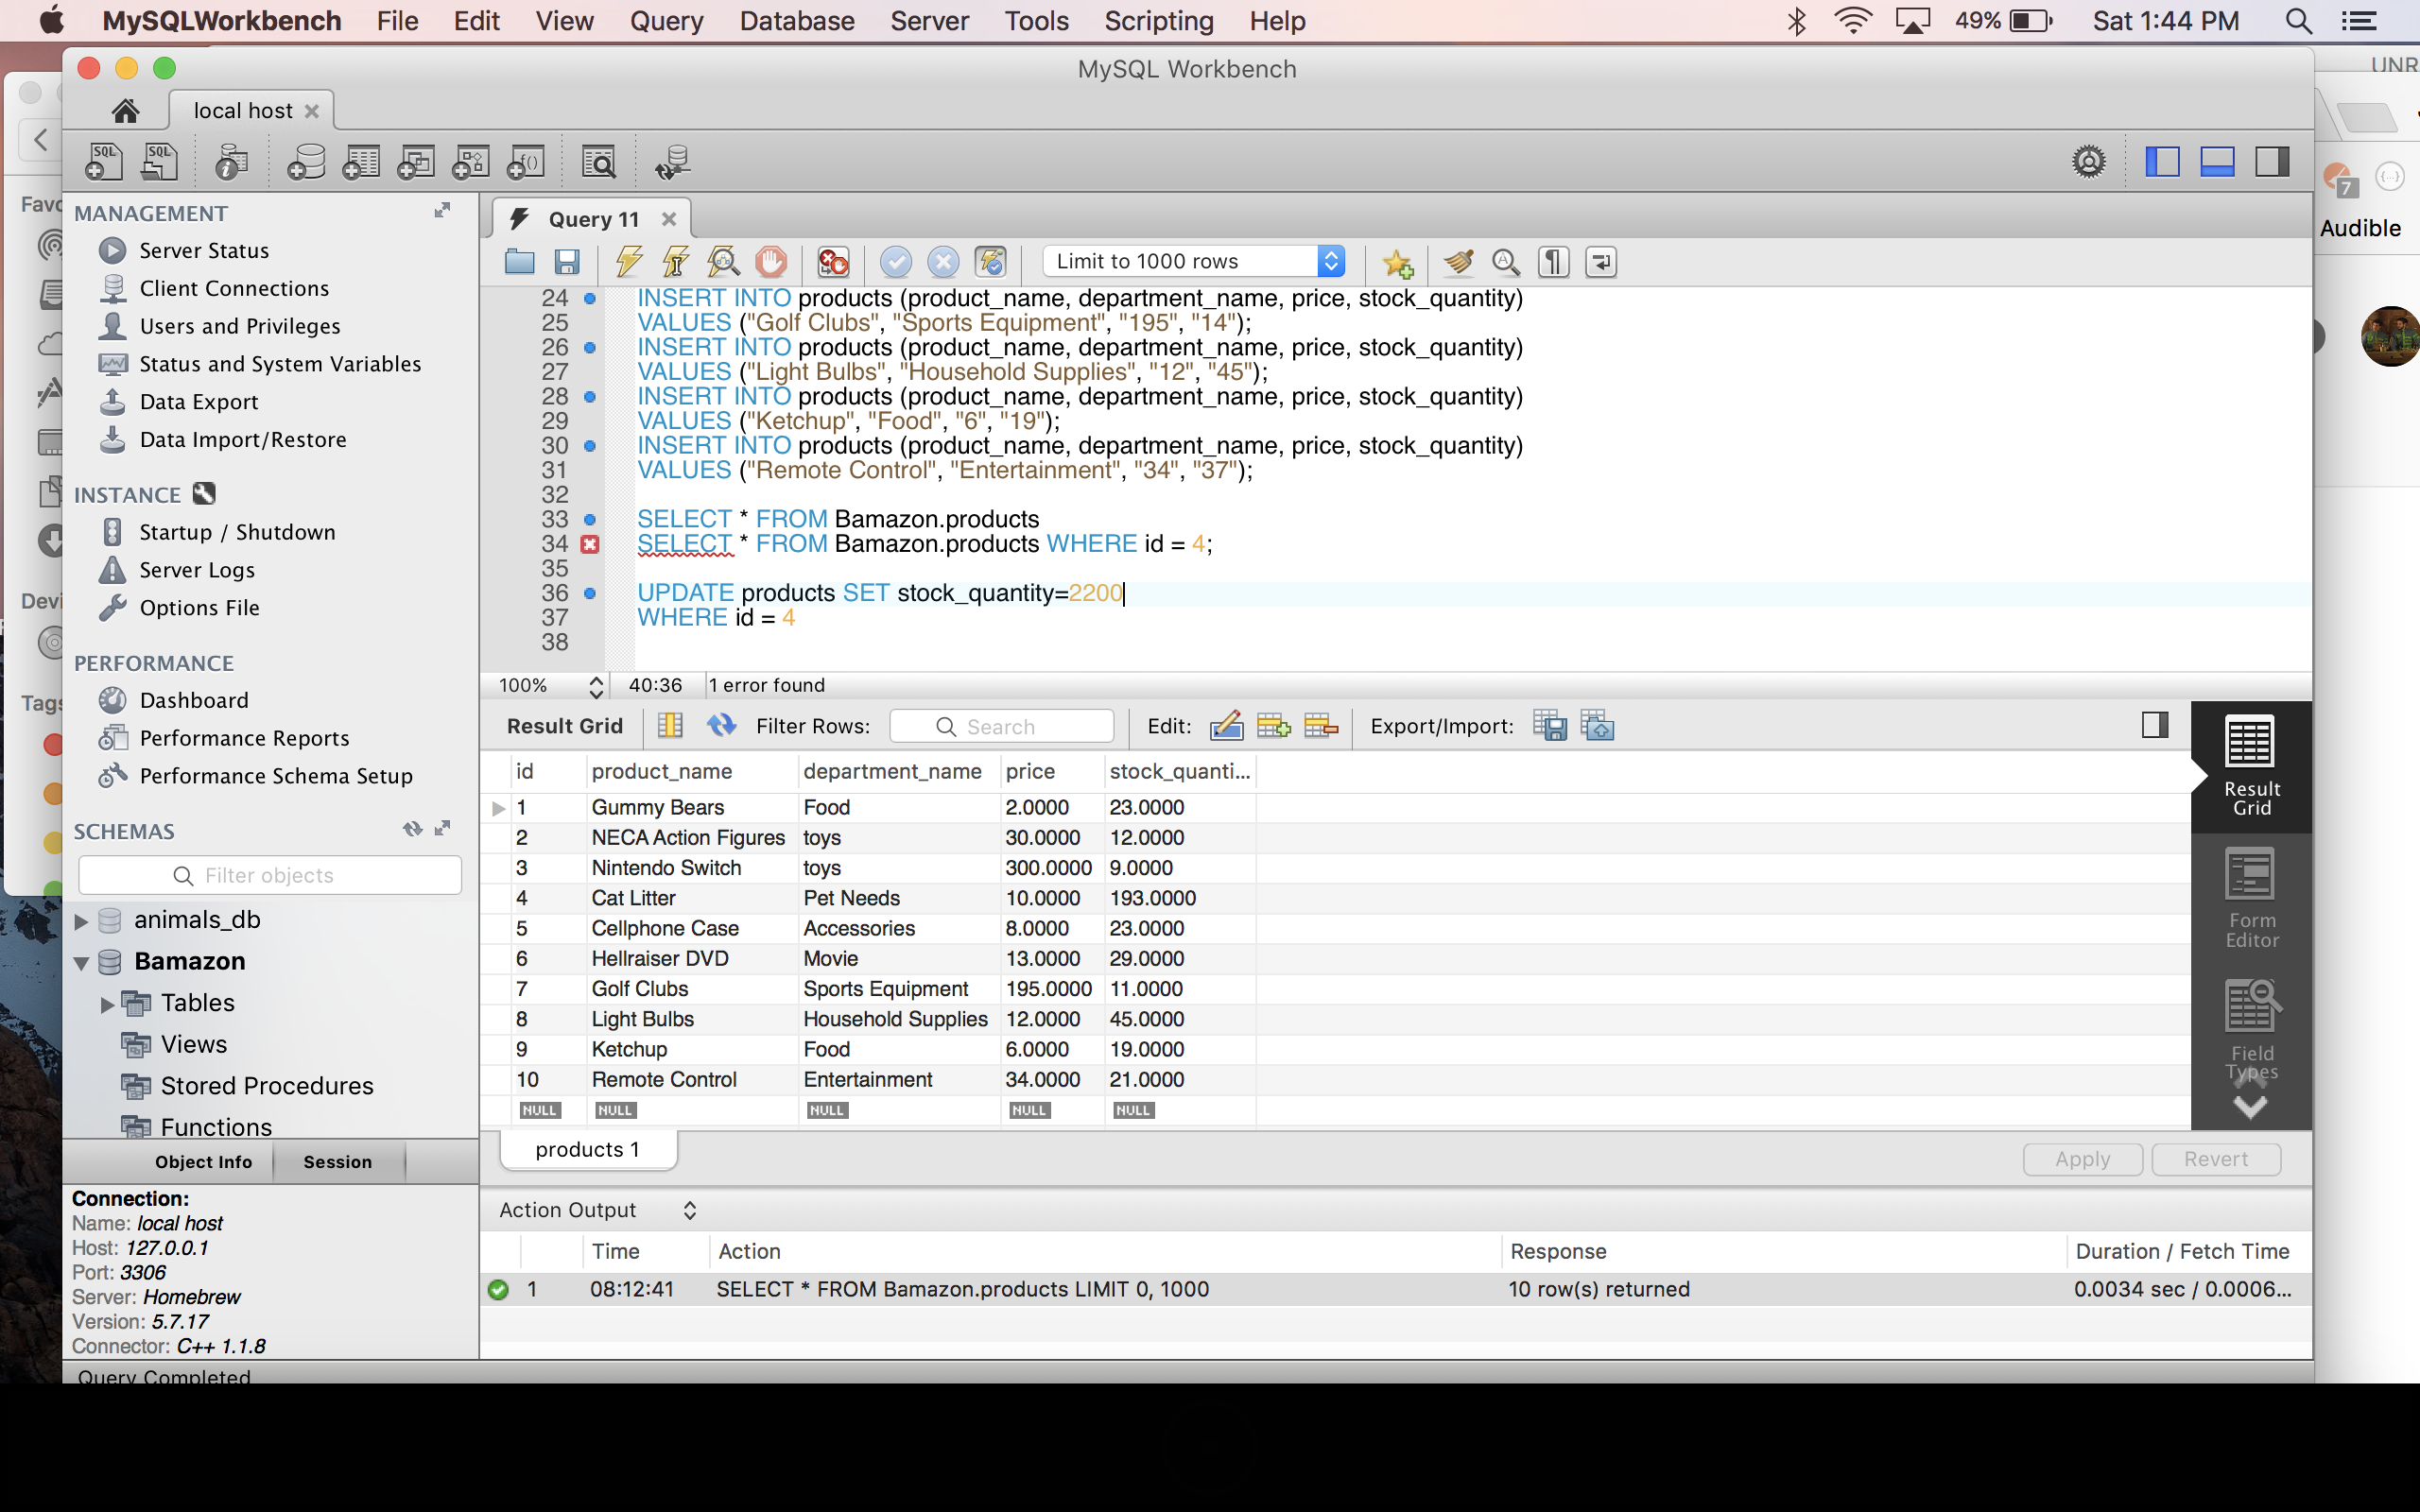 MySQLWorkbench File Edit View Query Database Server Tools Scripting Help 49% Sat 1:44 PM
MySQL Workbench
UNR
local host
SQL SQL
7
Audible
Favo
Devi
Tags
MANAGEMENT
Server Status
Client Connections
Users and Privileges
Status and System Variables
Data Export
Data Import/Restore
INSTANCE
Startup / Shutdown
Server Logs
Options File
PERFORMANCE
Dashboard
Performance Reports
Performance Schema Setup
SCHEMAS
Filter objects
animals_db
Bamazon
Tables
Views
Stored Procedures
Functions
Object Info Session
Connection:
Name: local host
Host: 127.0.0.1
Port: 3306
Server: Homebrew
Version: 5.7.17
Connector: C++ 1.1.8
Query Completed
Query 11
Limit to 1000 rows
24 INSERT INTO products (product_name, department_name, price, stock_quantity)
25 VALUES ("Golf Clubs", "Sports Equipment", "195", "14");
26 INSERT INTO products (product_name, department_name, price, stock_quantity)
27 VALUES ("Light Bulbs", "Household Supplies", "12", "45");
28 INSERT INTO products (product_name, department_name, price, stock_quantity)
29 VALUES ("Ketchup", "Food", "6", "19");
30 INSERT INTO products (product_name, department_name, price, stock_quantity)
31 VALUES ("Remote Control", "Entertainment", "34", "37");
32
33 SELECT * FROM Bamazon.products
34 SELECT * FROM Bamazon.products WHERE id = 4;
35
36 UPDATE products SET stock_quantity=2200
37 WHERE id = 4
38
100% 40:36 1 error found
Result Grid Filter Rows: Search Edit: Export/Import:
id product_name department_name price stock_quanti...
1 Gummy Bears Food 2.0000 23.0000
2 NECA Action Figures toys 30.0000 12.0000
3 Nintendo Switch toys 300.0000 9.0000
4 Cat Litter Pet Needs 10.0000 193.0000
5 Cellphone Case Accessories 8.0000 23.0000
6 Hellraiser DVD Movie 13.0000 29.0000
7 Golf Clubs Sports Equipment 195.0000 11.0000
8 Light Bulbs Household Supplies 12.0000 45.0000
9 Ketchup Food 6.0000 19.0000
10 Remote Control Entertainment 34.0000 21.0000
NULL NULL NULL NULL NULL
Result
Grid
Form
Editor
Field
Types
products 1
Apply Revert
Action Output
Time Action Response Duration / Fetch Time
1 08:12:41 SELECT * FROM Bamazon.products LIMIT 0, 1000 10 row(s) returned 0.0034 sec / 0.0006...